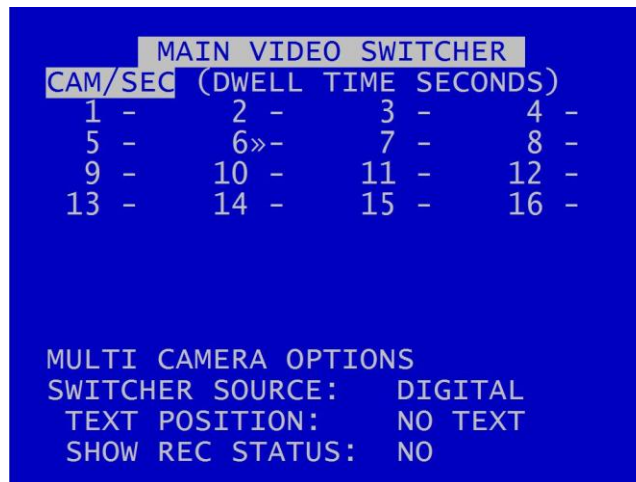 MAIN VIDEO SWITCHER
CAM/SEC (DWELL TIME SECONDS)
1 - 2 - 3 - 4 -
5 - 6»- 7 - 8 -
9 - 10 - 11 - 12 -
13 - 14 - 15 - 16 -
MULTI CAMERA OPTIONS
SWITCHER SOURCE: DIGITAL
TEXT POSITION: NO TEXT
SHOW REC STATUS: NO